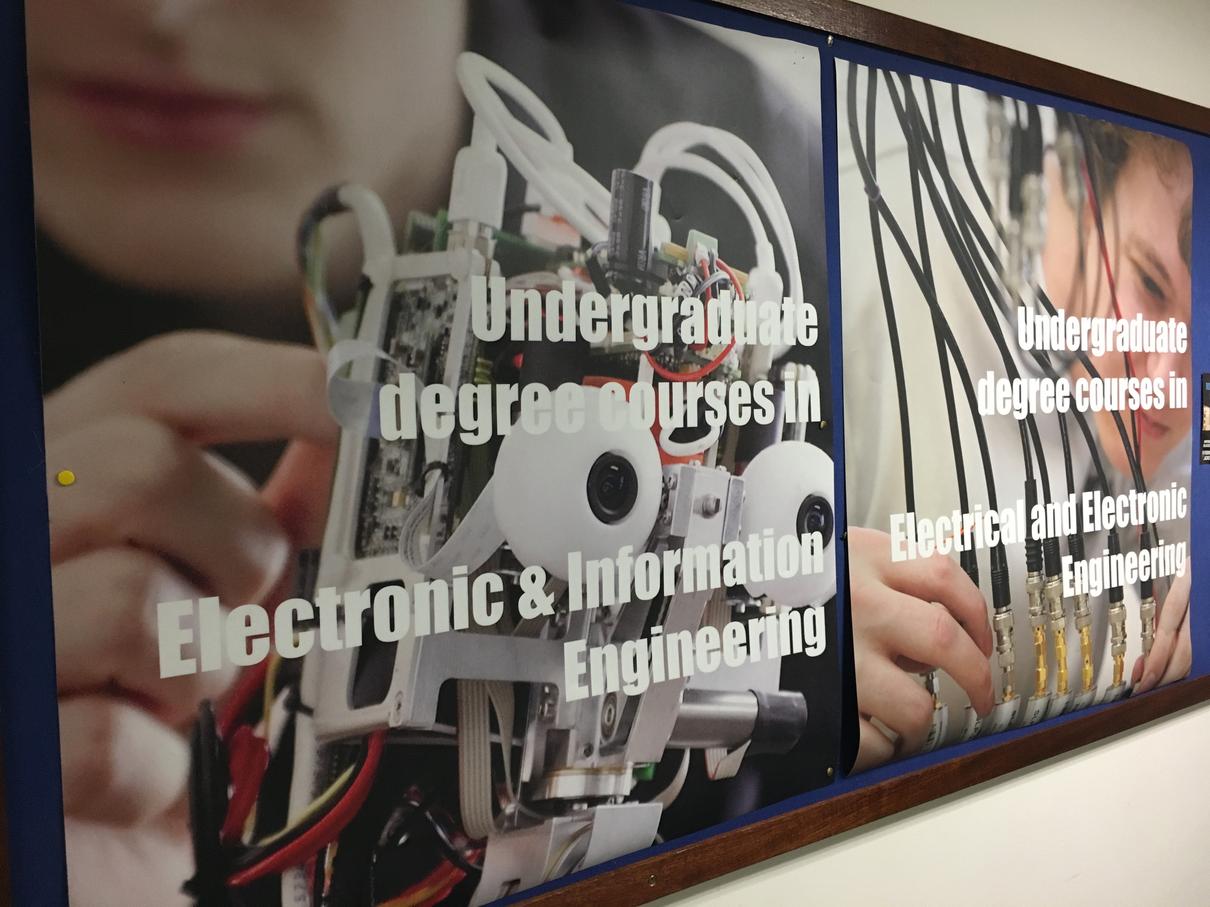 Undergraduate
degree courses in
Electronic & Information
Engineering
Undergraduate
degree courses in
Electrical and Electronic
Engineering